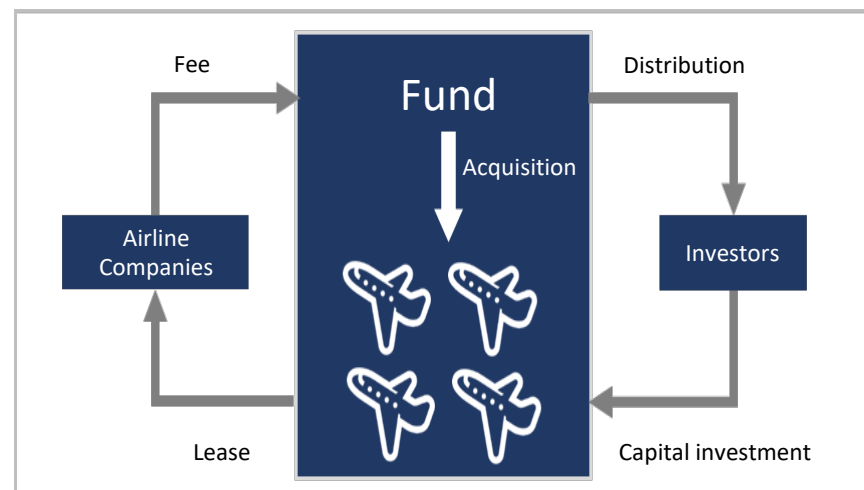 Fee
Fund
Distribution
Acquisition
Airline
Companies
Investors
Lease
Capital investment